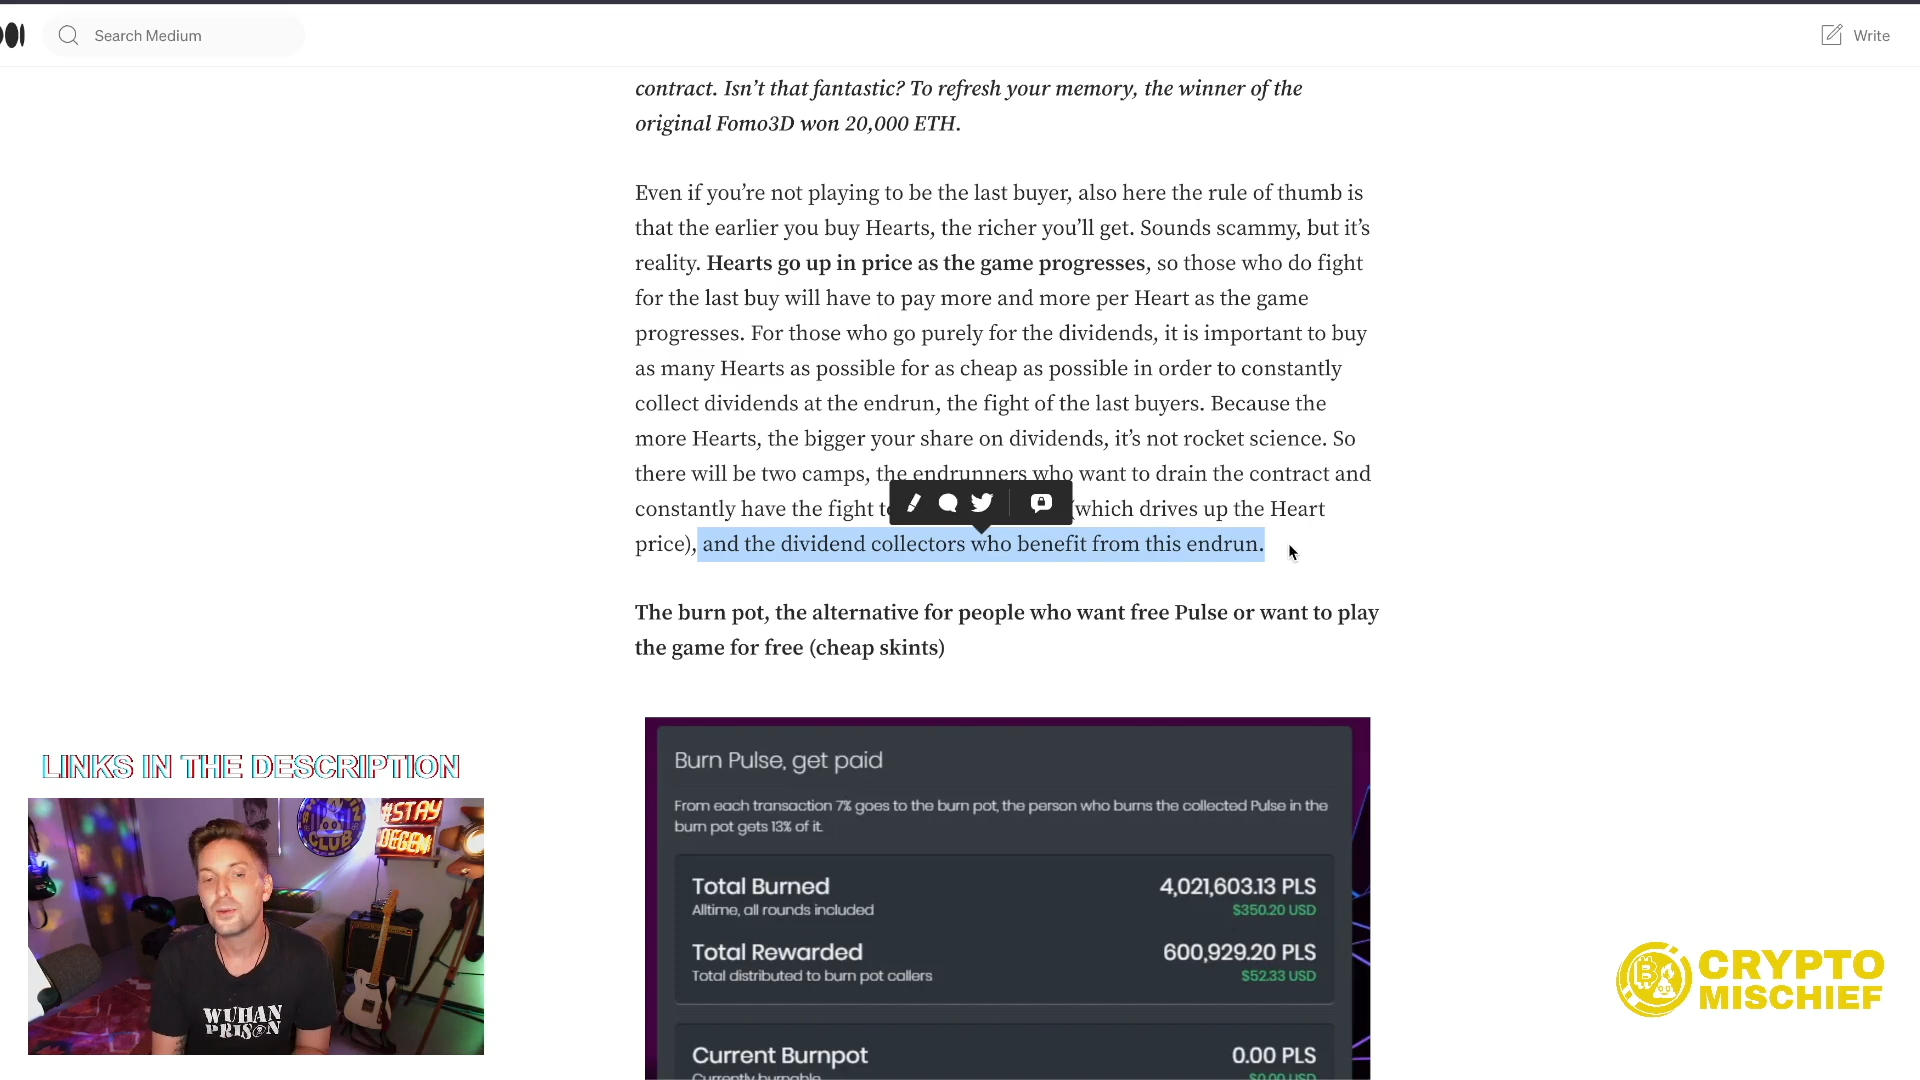 Search Medium
Write
contract. Isn’t that fantastic? To refresh your memory, the winner of the
original Fomo3D won 20,000 ETH.
Even if you’re not playing to be the last buyer, also here the rule of thumb is
that the earlier you buy Hearts, the richer you’ll get. Sounds scammy, but it’s
reality. Hearts go up in price as the game progresses, so those who do fight
for the last buy will have to pay more and more per Heart as the game
progresses. For those who go purely for the dividends, it is important to buy
as many Hearts as possible for as cheap as possible in order to constantly
collect dividends at the endrun, the fight of the last buyers. Because the
more Hearts, the bigger your share on dividends, it’s not rocket science. So
there will be two camps, the endrunners who want to drain the contract and
constantly have the fight (which drives up the Heart
price), and the dividend collectors who benefit from this endrun.
The burn pot, the alternative for people who want free Pulse or want to play
the game for free (cheap skints)
Burn Pulse, get paid
From each transaction 7% goes to the burn pot, the person who burns the collected Pulse in the
burn pot gets 13% of it.
Total Burned 4,021,603.13 PLS
Alltime, all rounds included $350.20 USD
Total Rewarded 600,929.20 PLS
Total distributed to burn pot callers $52.33 USD
Current Burnpot 0.00 PLS
Currently burnable $0.00 USD
LINKS IN THE DESCRIPTION
CLUB
#STAY
DEGEN
WUHAN
PRISON
CRYPTO
MISCHIEF